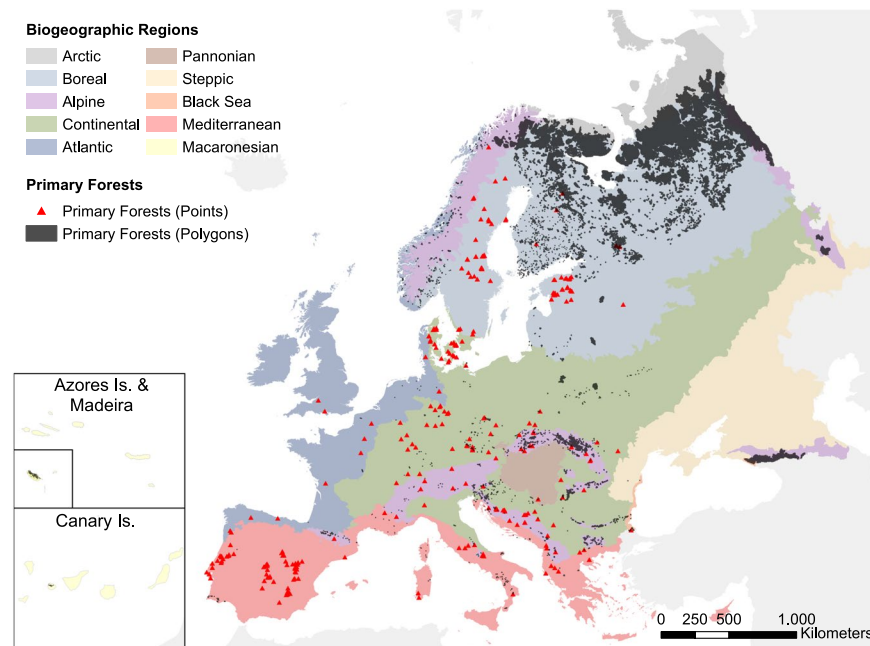 Biogeographic Regions
Arctic
Pannonian
Boreal
Steppic
Alpine
Black Sea
Continental
Mediterranean
Atlantic
Macaronesian
Primary Forests
Primary Forests (Points)
Primary Forests (Polygons)
Azores Is. &
Madeira
Canary Is.
0 250 500 1.000
Kilometers